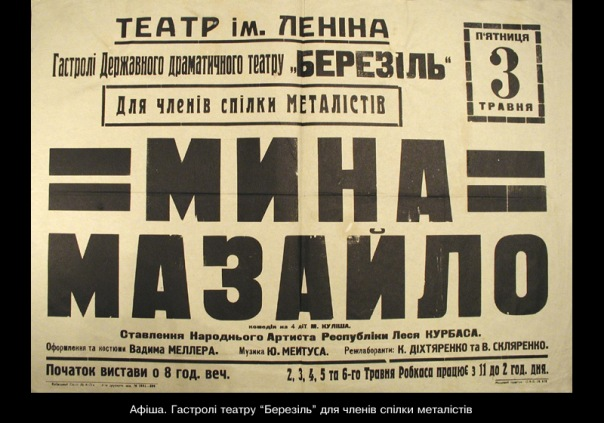 ТЕАТР ім. ЛЕНІНА
Гастролі Державного драматичного театру „БЕРЕЗІЛЬ“
П'ЯТНИЦЯ
3
ТРАВНЯ
Для членів спілки МЕТАЛІСТІВ
МИНА
МАЗАЙЛО
комедія на 4 дії М. КУЛІША.
Ставлення Народнього Артиста Республіки Леся КУРБАСА.
Оформлення та костюми Вадима МЕЛЛЕРА. Музика Ю. МЕЙТУСА. Режлаборанти: К. ДІХТЯРЕНКО та В. СКЛЯРЕНКО.
Початок вистави о 8 год. веч. 2, 3, 4, 5 та 6-го Травня Робкаса працює з 11 до 2 год. дня.
Афіша. Гастролі театру “Березіль” для членів спілки металістів